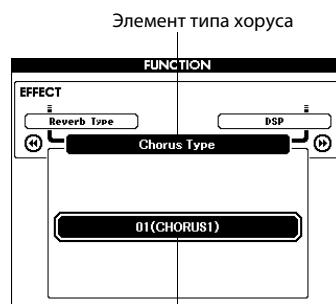 Элемент типа хоруса
FUNCTION
EFFECT
Reverb Type DSP
Chorus Type
01(CHORUS1)